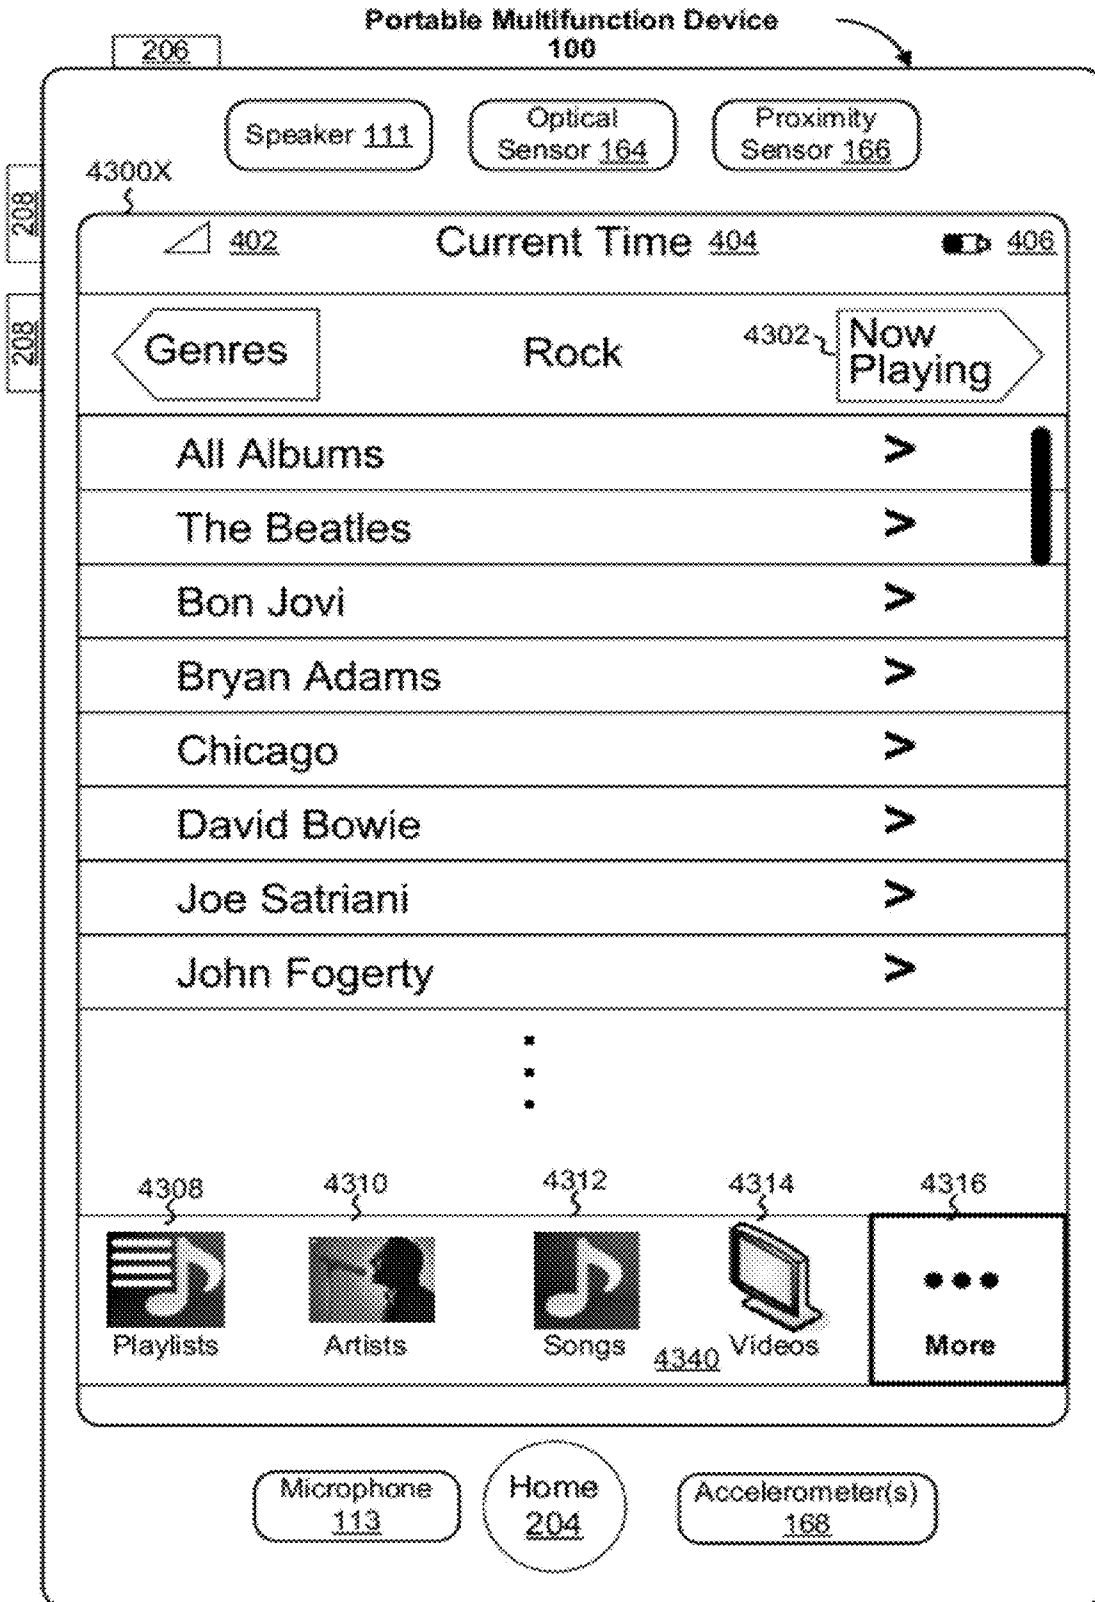 Portable Multifunction Device
100
206
Speaker 111
Optical
Sensor 164
Proximity
Sensor 166
4300X
208
402
Current Time 404
406
208
Genres
Rock
4302
Now
Playing
All Albums >
The Beatles >
Bon Jovi >
Bryan Adams >
Chicago >
David Bowie >
Joe Satriani >
John Fogerty >
4308
4310
4312
4314
4316
Playlists
Artists
Songs
4340
Videos
More
Microphone
113
Home
204
Accelerometer(s)
168